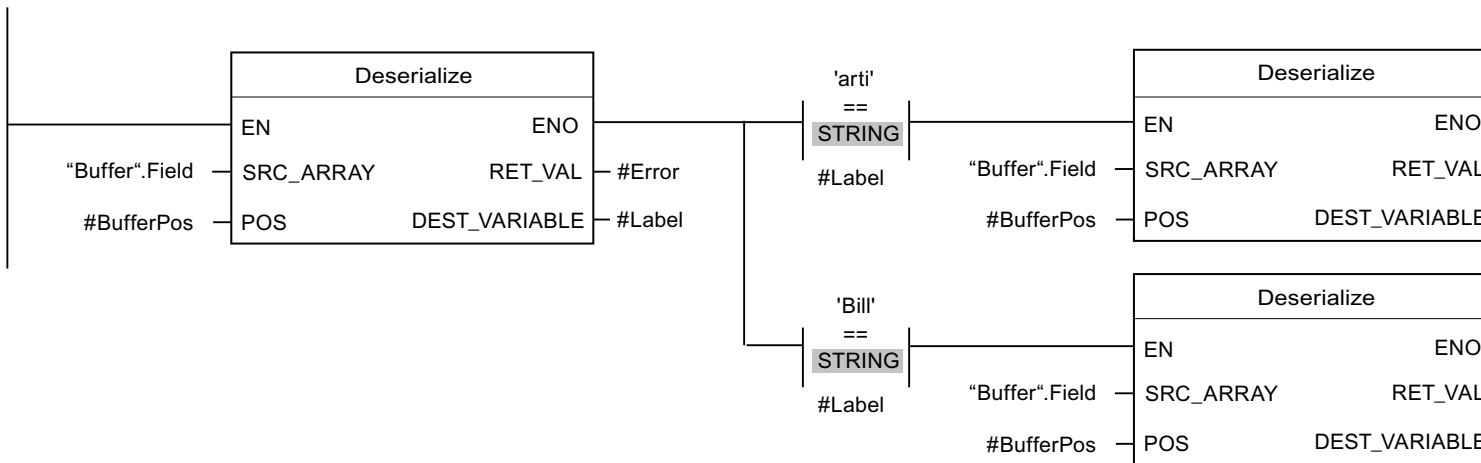 Deserialize
EN ENO
"Buffer“.Field SRC_ARRAY RET_VAL #Error
#BufferPos POS DEST_VARIABLE #Label
'arti'
==
STRING
#Label
Deserialize
EN ENO
"Buffer“.Field SRC_ARRAY RET_VAL
#BufferPos POS DEST_VARIABLE
'Bill'
==
STRING
#Label
Deserialize
EN ENO
"Buffer“.Field SRC_ARRAY RET_VAL
#BufferPos POS DEST_VARIABLE